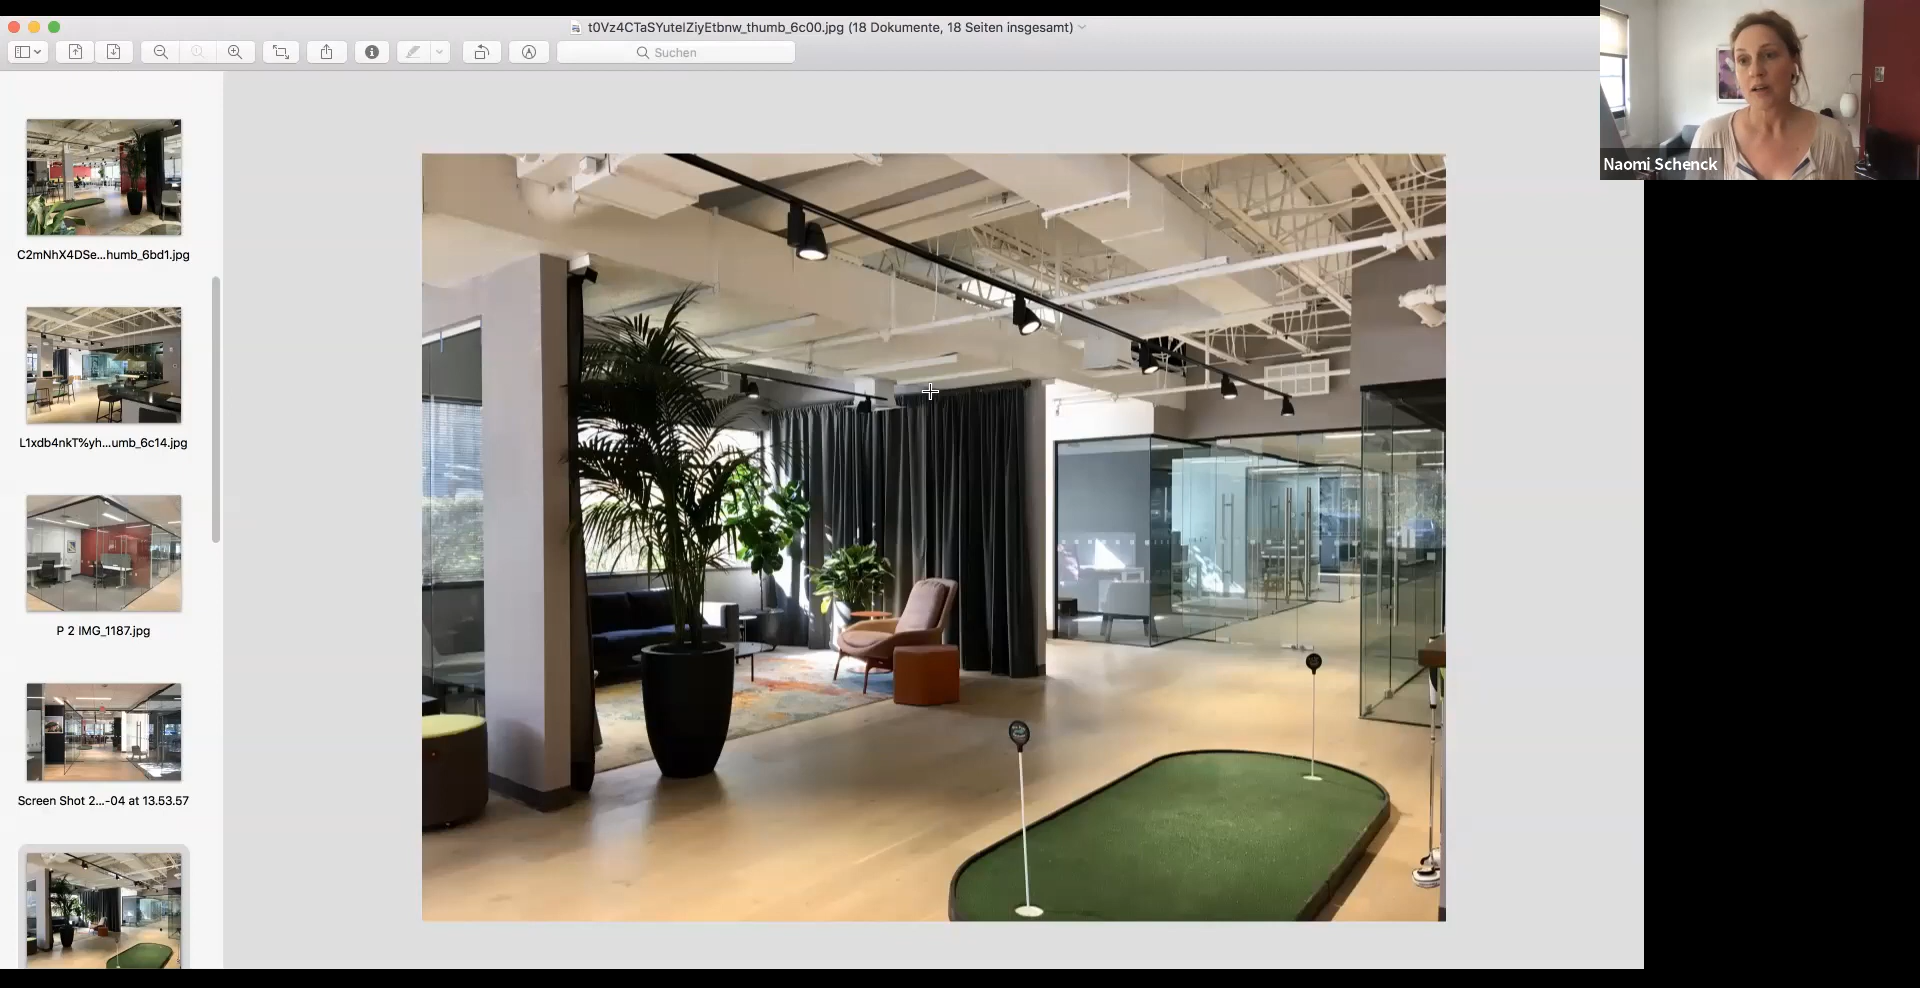 t0Vz4CTaSYuteIZiyEtbnw_thumb_6c00.jpg (18 Dokumente, 18 Seiten insgesamt)
Suchen
Naomi Schenck
C2mNhX4DSe...humb_6bd1.jpg
L1xdb4nkT%yh...umb_6c14.jpg
P 2 IMG_1187.jpg
Screen Shot 2...-04 at 13.53.57